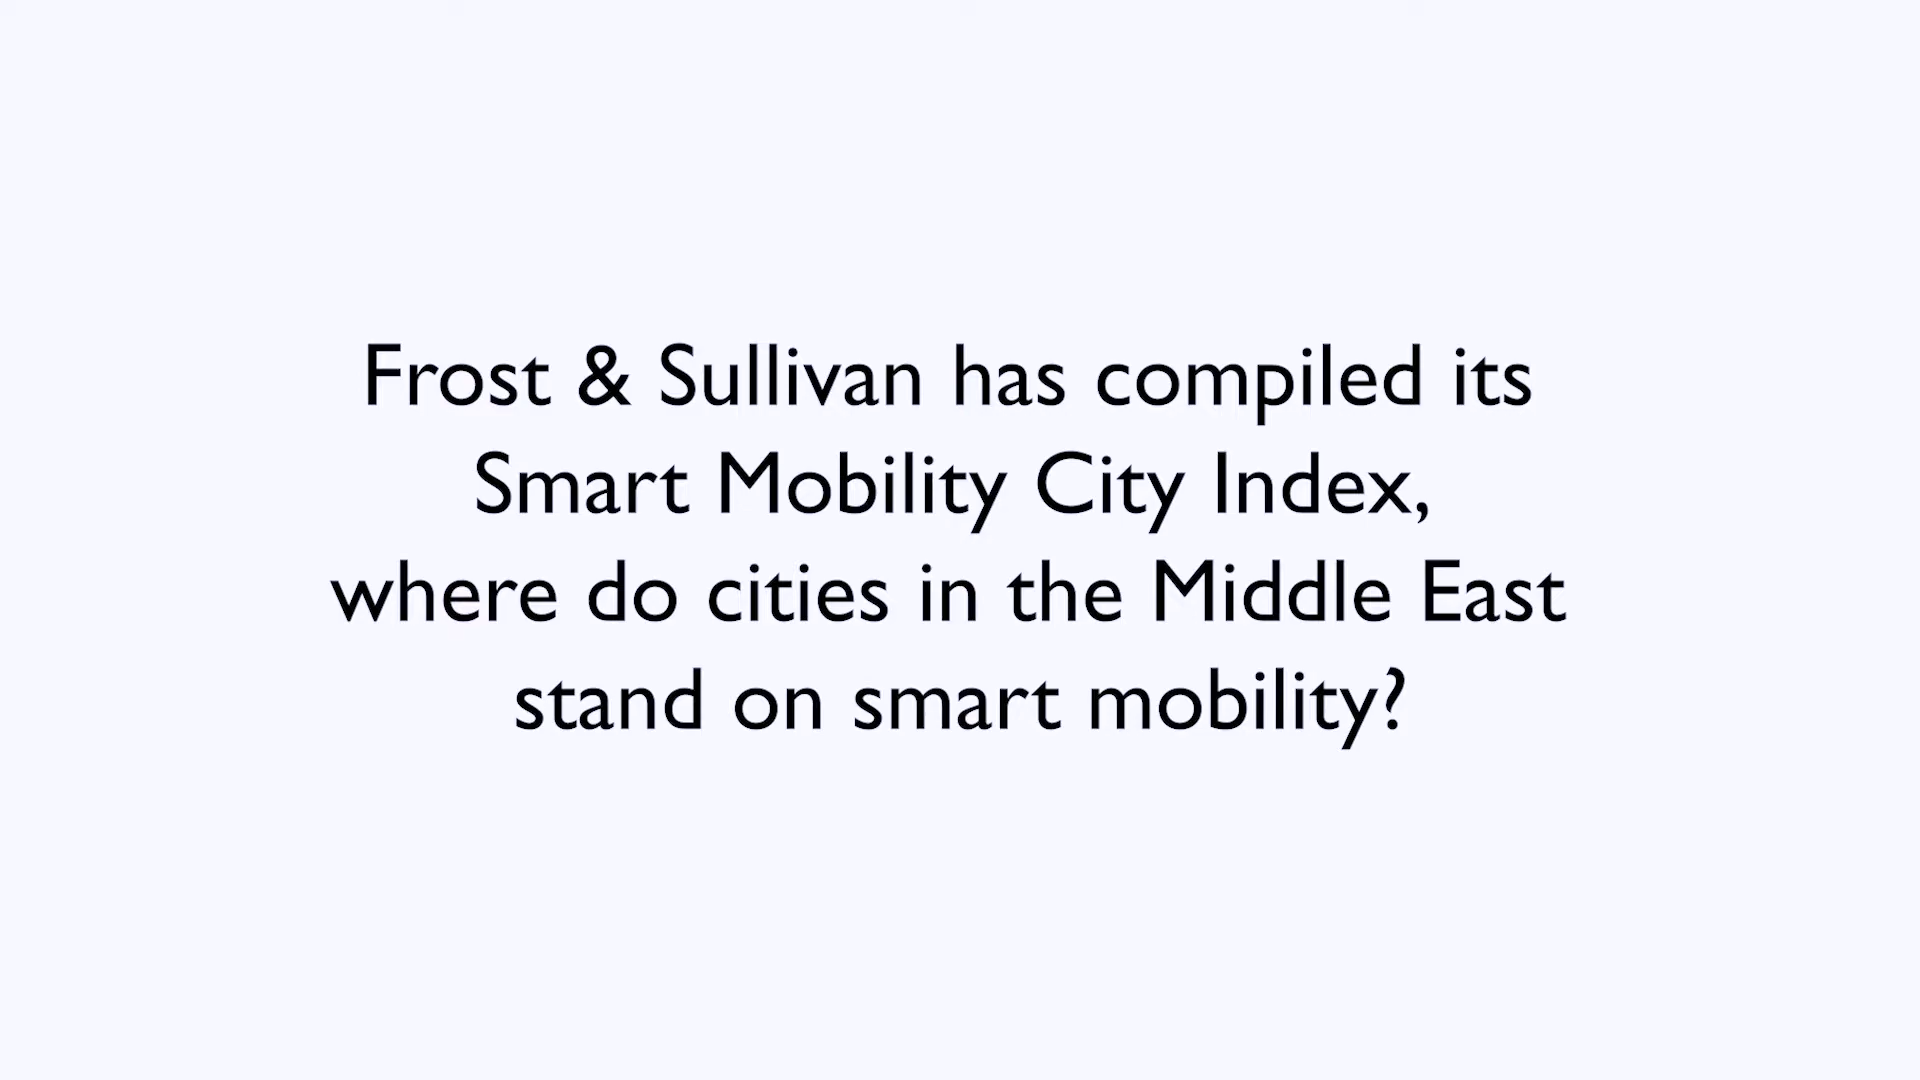 Frost & Sullivan has compiled its
Smart Mobility City Index,
where do cities in the Middle East
stand on smart mobility?